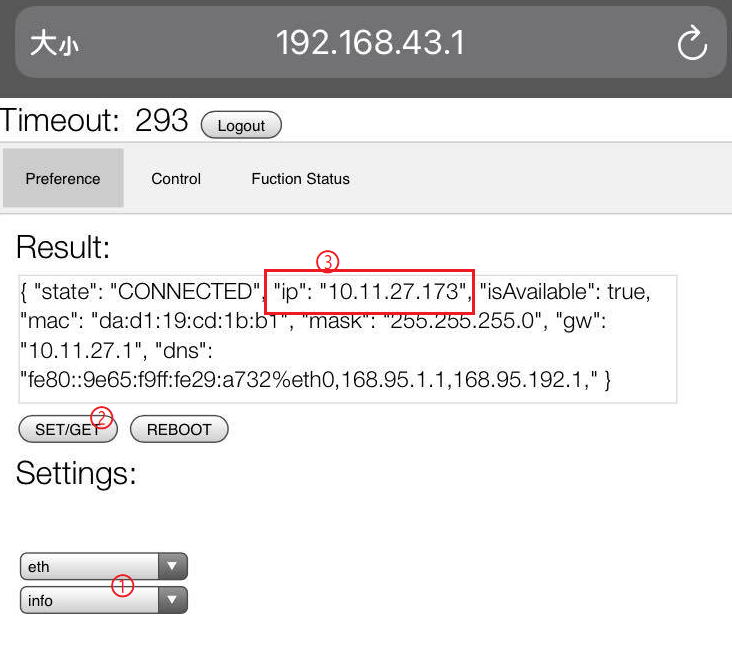 大小 192.168.43.1
Timeout: 293 Logout
Preference Control Fuction Status
Result:
③
{ "state": "CONNECTED", "ip": "10.11.27.173", "isAvailable": true,
"mac": "da:d1:19:cd:1b:b1", "mask": "255.255.255.0", "gw":
"10.11.27.1", "dns":
"fe80::9e65:f9ff:fe29:a732%eth0,168.95.1.1,168.95.192.1," }
②
SET/GET REBOOT
Settings:
eth
①
info